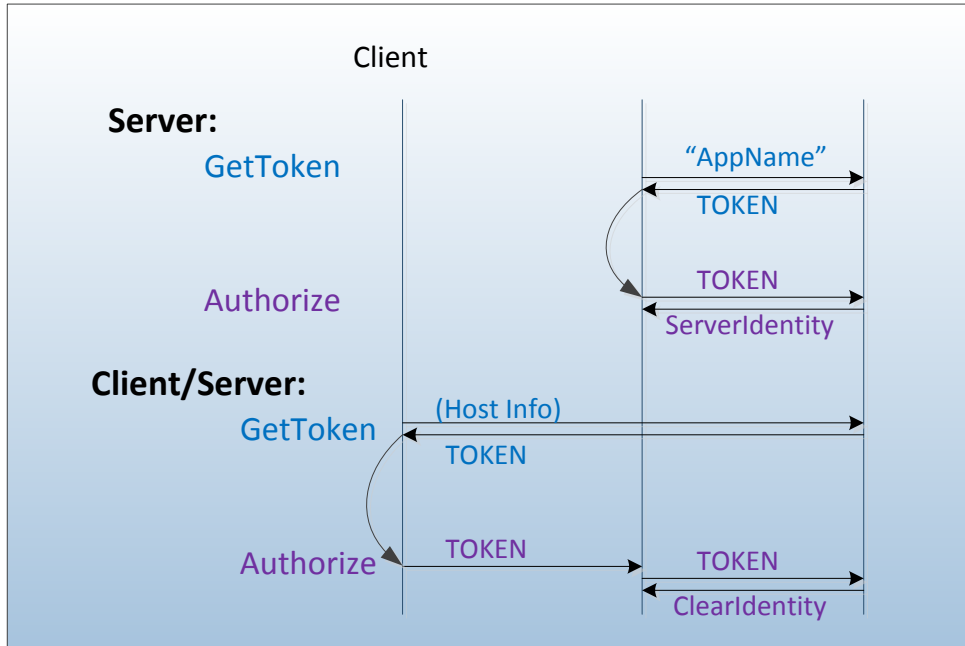 Client
Server:
GetToken
“AppName”
TOKEN
TOKEN
Authorize
ServerIdentity
Client/Server:
(Host Info)
GetToken
TOKEN
TOKEN
TOKEN
Authorize
ClearIdentity